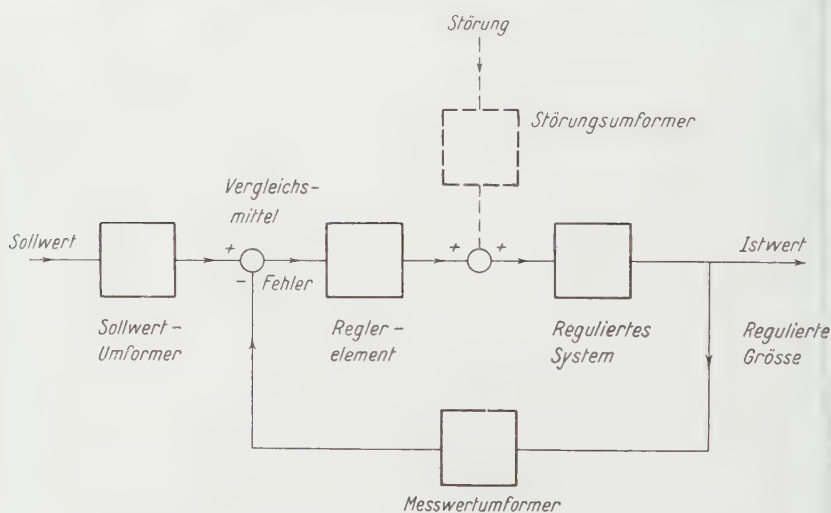 Störung
Störungsumformer
Vergleichs-
mittel
Sollwert
+
-
Fehler
+
+
Istwert
Sollwert-
Umformer
Regler-
element
Reguliertes
System
Regulierte
Grösse
Messwertumformer